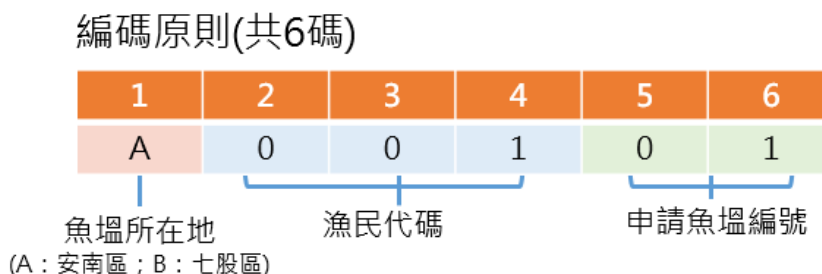 編碼原則(共6碼)
1 2 3 4 5 6
A 0 0 1 0 1
魚塭所在地 漁民代碼 申請魚塭編號
(A：安南區；B：七股區)